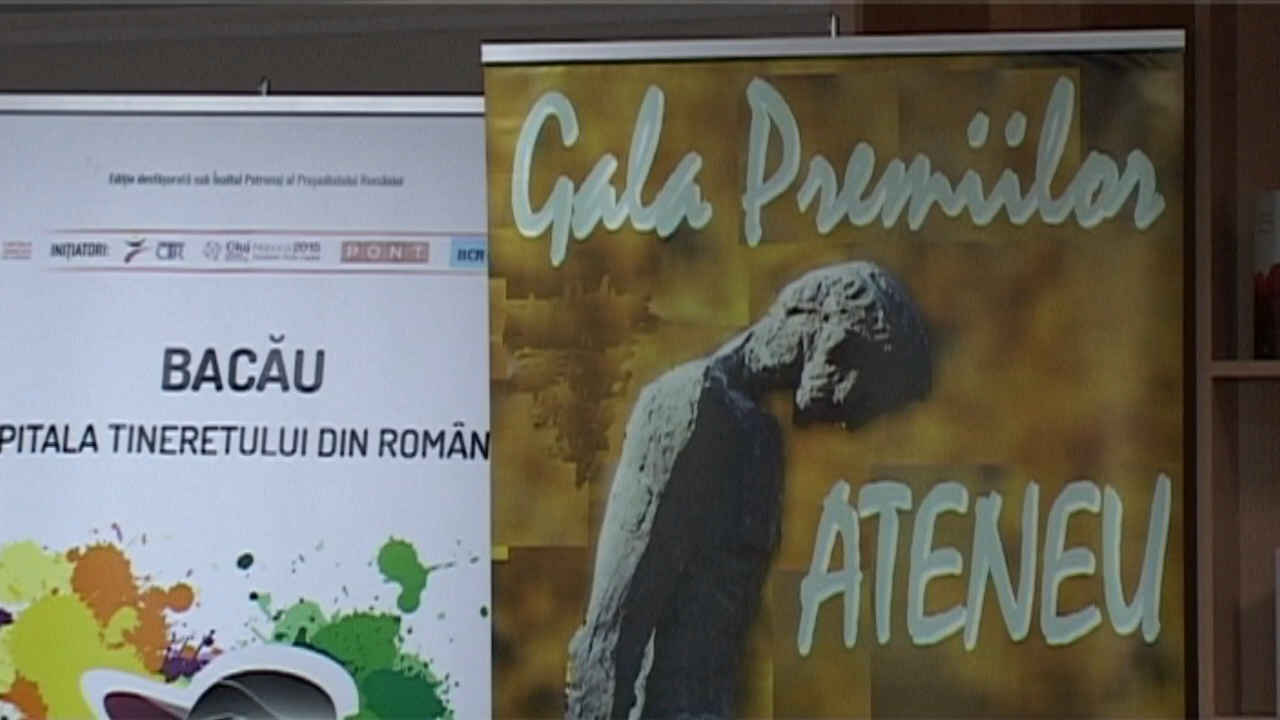 Ediție desfășurată sub Înaltul Patronaj al Președintelui României
INIȚIATORI:
CTR
Cluj
2015
PONT
BCR
BACĂU
PITALA TINERETULUI DIN ROMÂN
Gala Premiilor
ATENEU